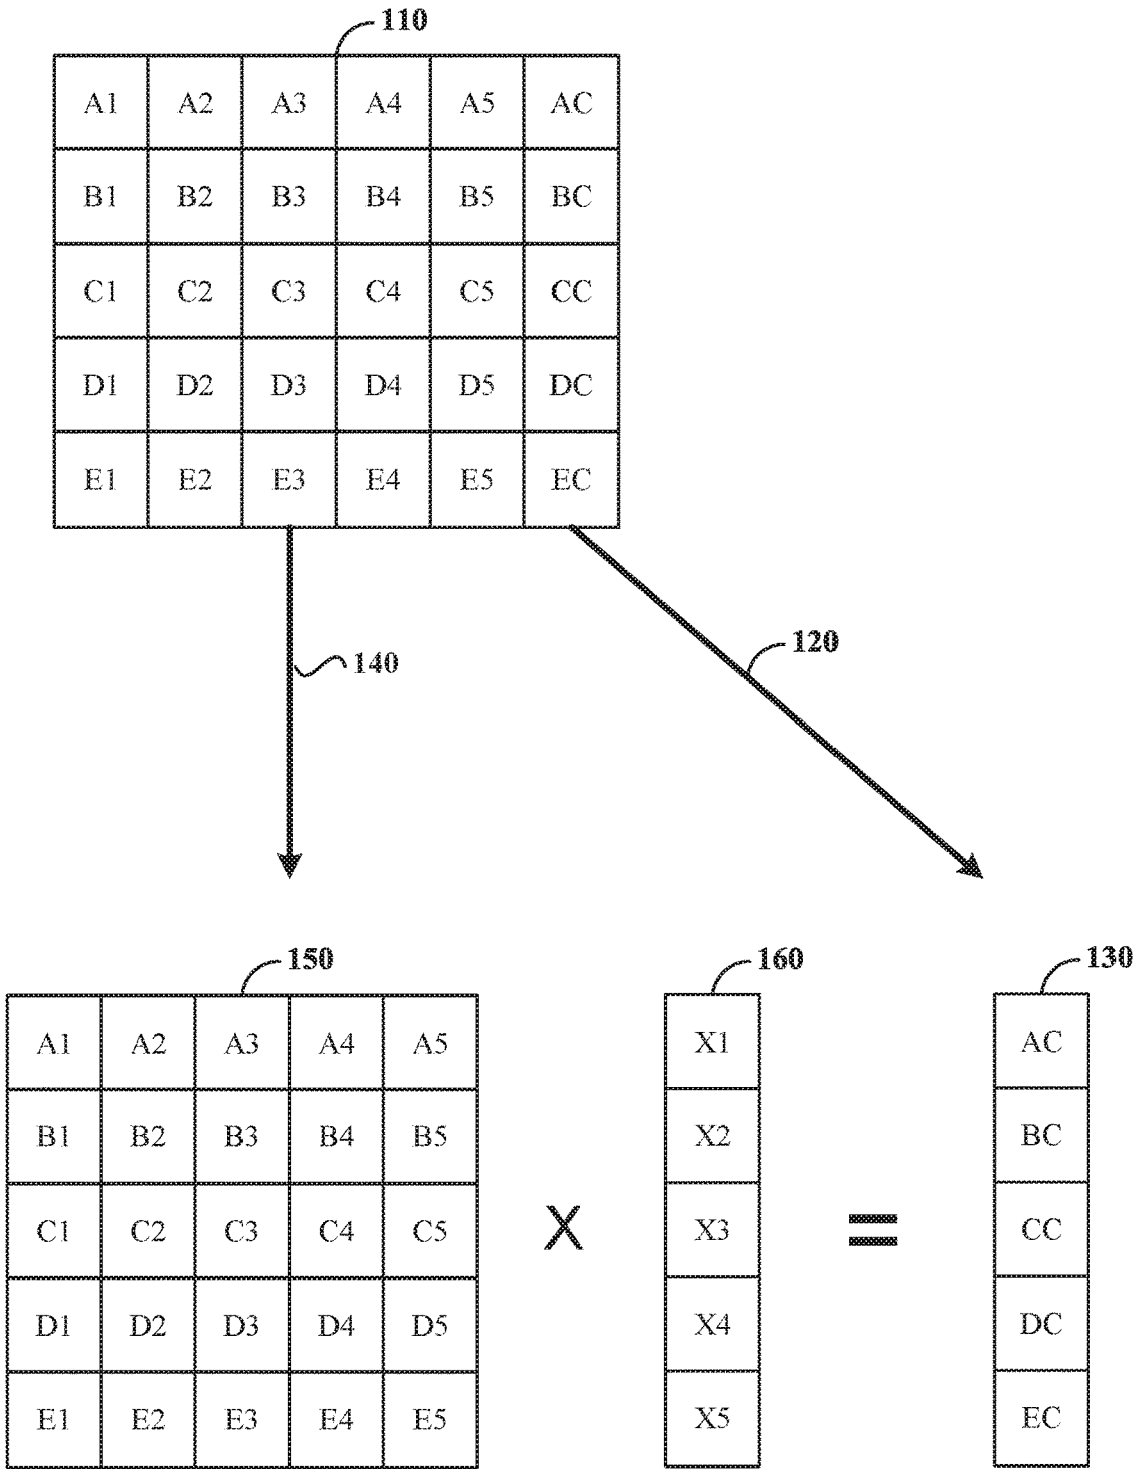 110
A1 A2 A3 A4 A5 AC
B1 B2 B3 B4 B5 BC
C1 C2 C3 C4 C5 CC
D1 D2 D3 D4 D5 DC
E1 E2 E3 E4 E5 EC
120
140
150 160 130
A1 A2 A3 A4 A5 X1 AC
B1 B2 B3 B4 B5 X2 BC
C1 C2 C3 C4 C5 X X3 = CC
D1 D2 D3 D4 D5 X4 DC
E1 E2 E3 E4 E5 X5 EC